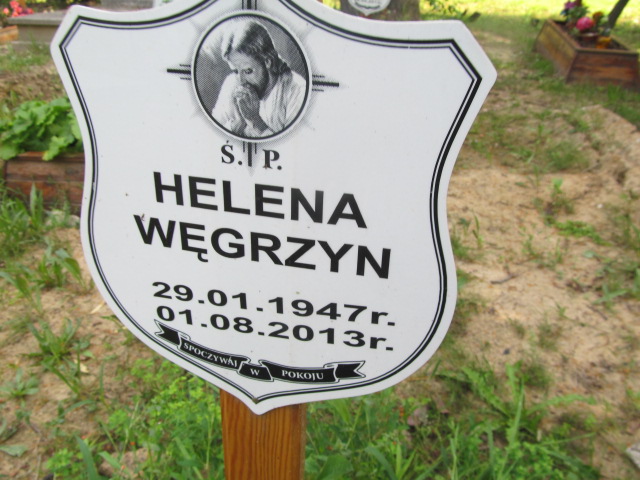 Ś. P.
HELENA
WĘGRZYN
29.01.1947r.
01.08.2013r.
SPOCZYWAJ W POKOJU